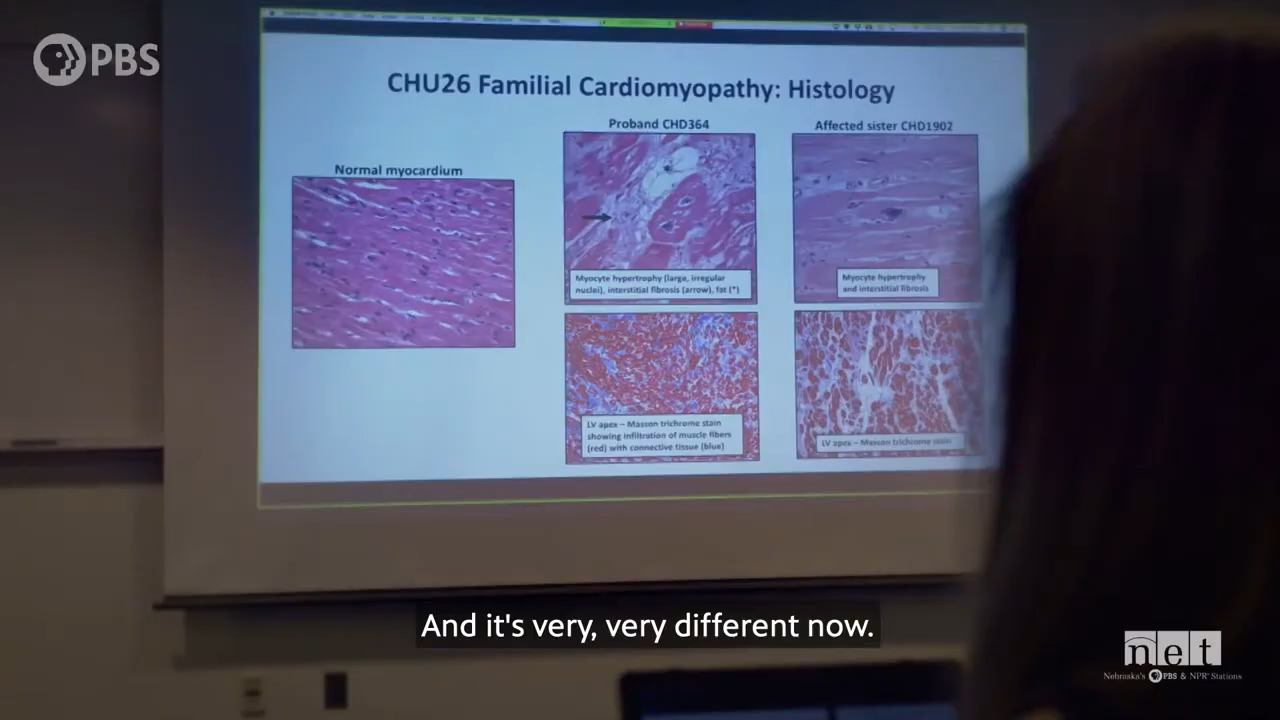 PBS
CHU26 Familial Cardiomyopathy: Histology
Normal myocardium
Proband CHD364
Myocyte hypertrophy (large, irregular
nuclei), interstitial fibrosis (arrow), fat (*)
LV apex – Masson trichrome stain
showing infiltration of muscle fibers
(red) with connective tissue (blue)
Affected sister CHD1902
Myocyte hypertrophy
and interstitial fibrosis
LV apex – Masson trichrome stain
And it's very, very different now.
net
Nebraska's PBS & NPR Stations